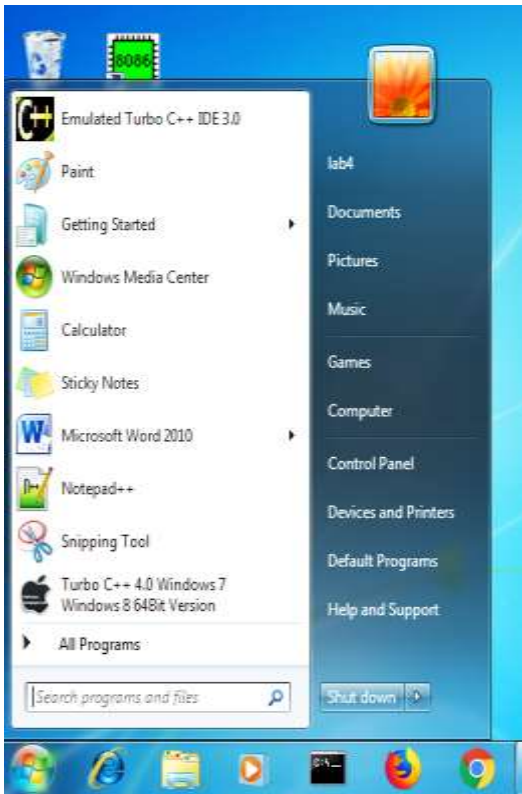 8086
Emulated Turbo C++ IDE 3.0
Paint
Getting Started
Windows Media Center
Calculator
Sticky Notes
Microsoft Word 2010
Notepad++
Snipping Tool
Turbo C++ 4.0 Windows 7
Windows 8 64Bit Version
All Programs
Search programs and files
lab4
Documents
Pictures
Music
Games
Computer
Control Panel
Devices and Printers
Default Programs
Help and Support
Shut down